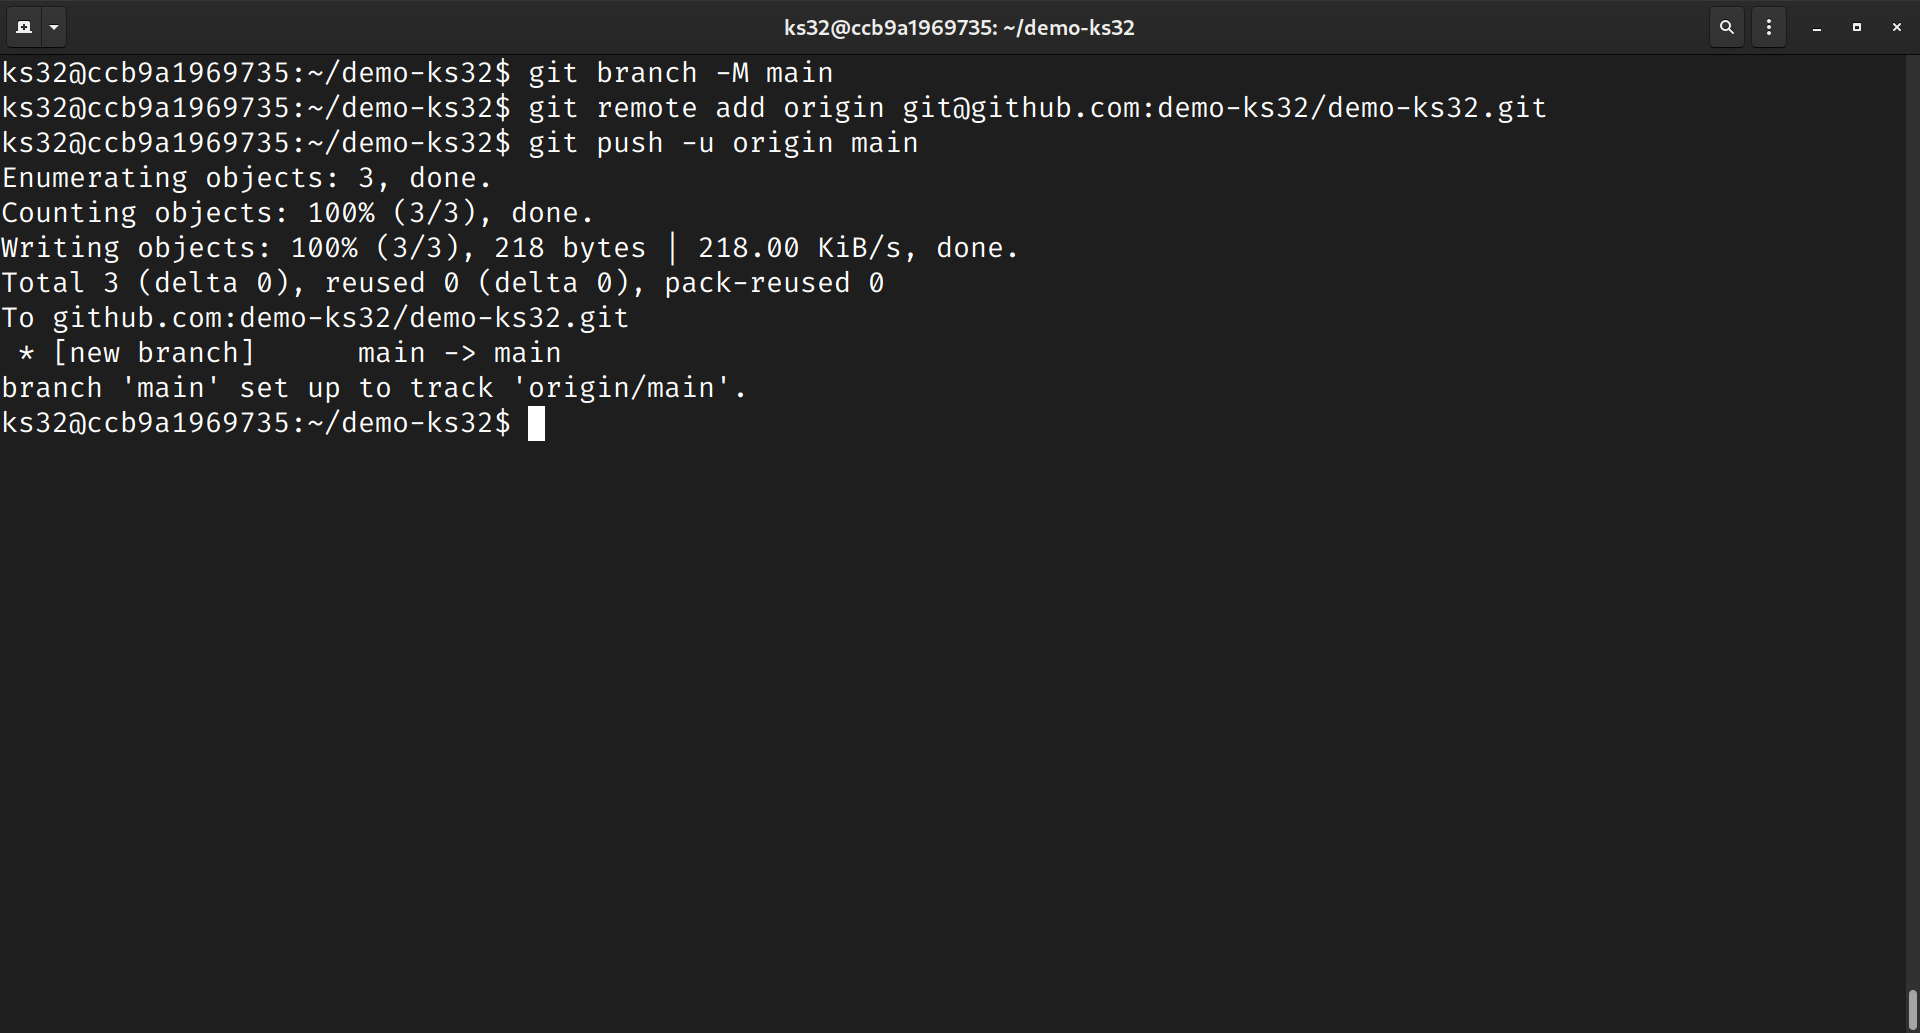 ks32@ccb9a1969735: ~/demo-ks32
ks32@ccb9a1969735:~/demo-ks32$ git branch -M main
ks32@ccb9a1969735:~/demo-ks32$ git remote add origin git@github.com:demo-ks32/demo-ks32.git
ks32@ccb9a1969735:~/demo-ks32$ git push -u origin main
Enumerating objects: 3, done.
Counting objects: 100% (3/3), done.
Writing objects: 100% (3/3), 218 bytes | 218.00 KiB/s, done.
Total 3 (delta 0), reused 0 (delta 0), pack-reused 0
To github.com:demo-ks32/demo-ks32.git
 * [new branch]      main -> main
branch 'main' set up to track 'origin/main'.
ks32@ccb9a1969735:~/demo-ks32$